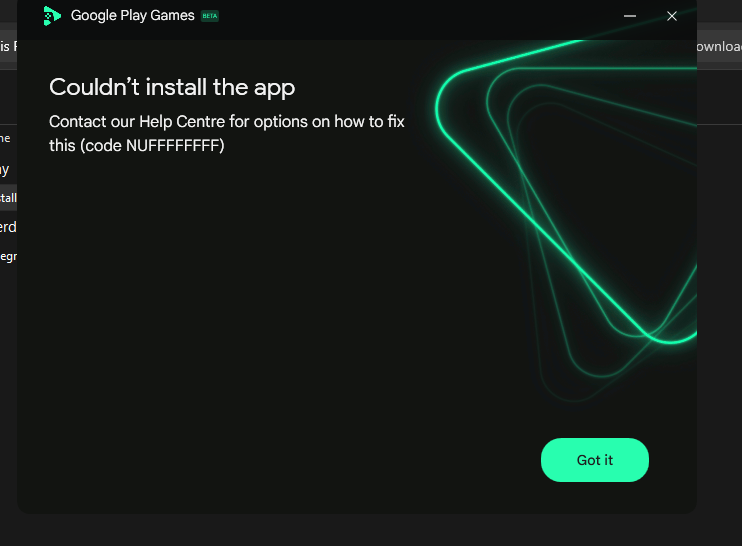 Google Play Games BETA
is F
ownloa
Couldn’t install the app
Contact our Help Centre for options on how to fix
this (code NUFFFFFFFF)
ne
ay
stall
erd
egr
Got it